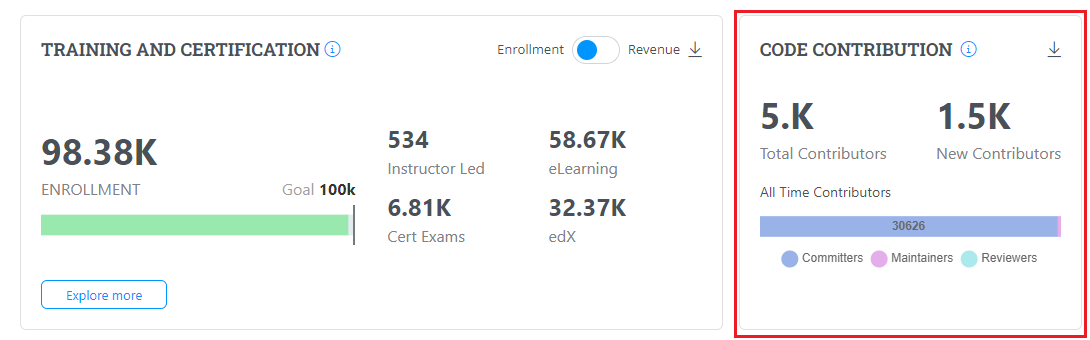 TRAINING AND CERTIFICATION
Enrollment Revenue
98.38K
ENROLLMENT
Goal 100k
534
Instructor Led
58.67K
eLearning
6.81K
Cert Exams
32.37K
edX
Explore more
CODE CONTRIBUTION
5.K
Total Contributors
1.5K
New Contributors
All Time Contributors
30626
Committers Maintainers Reviewers